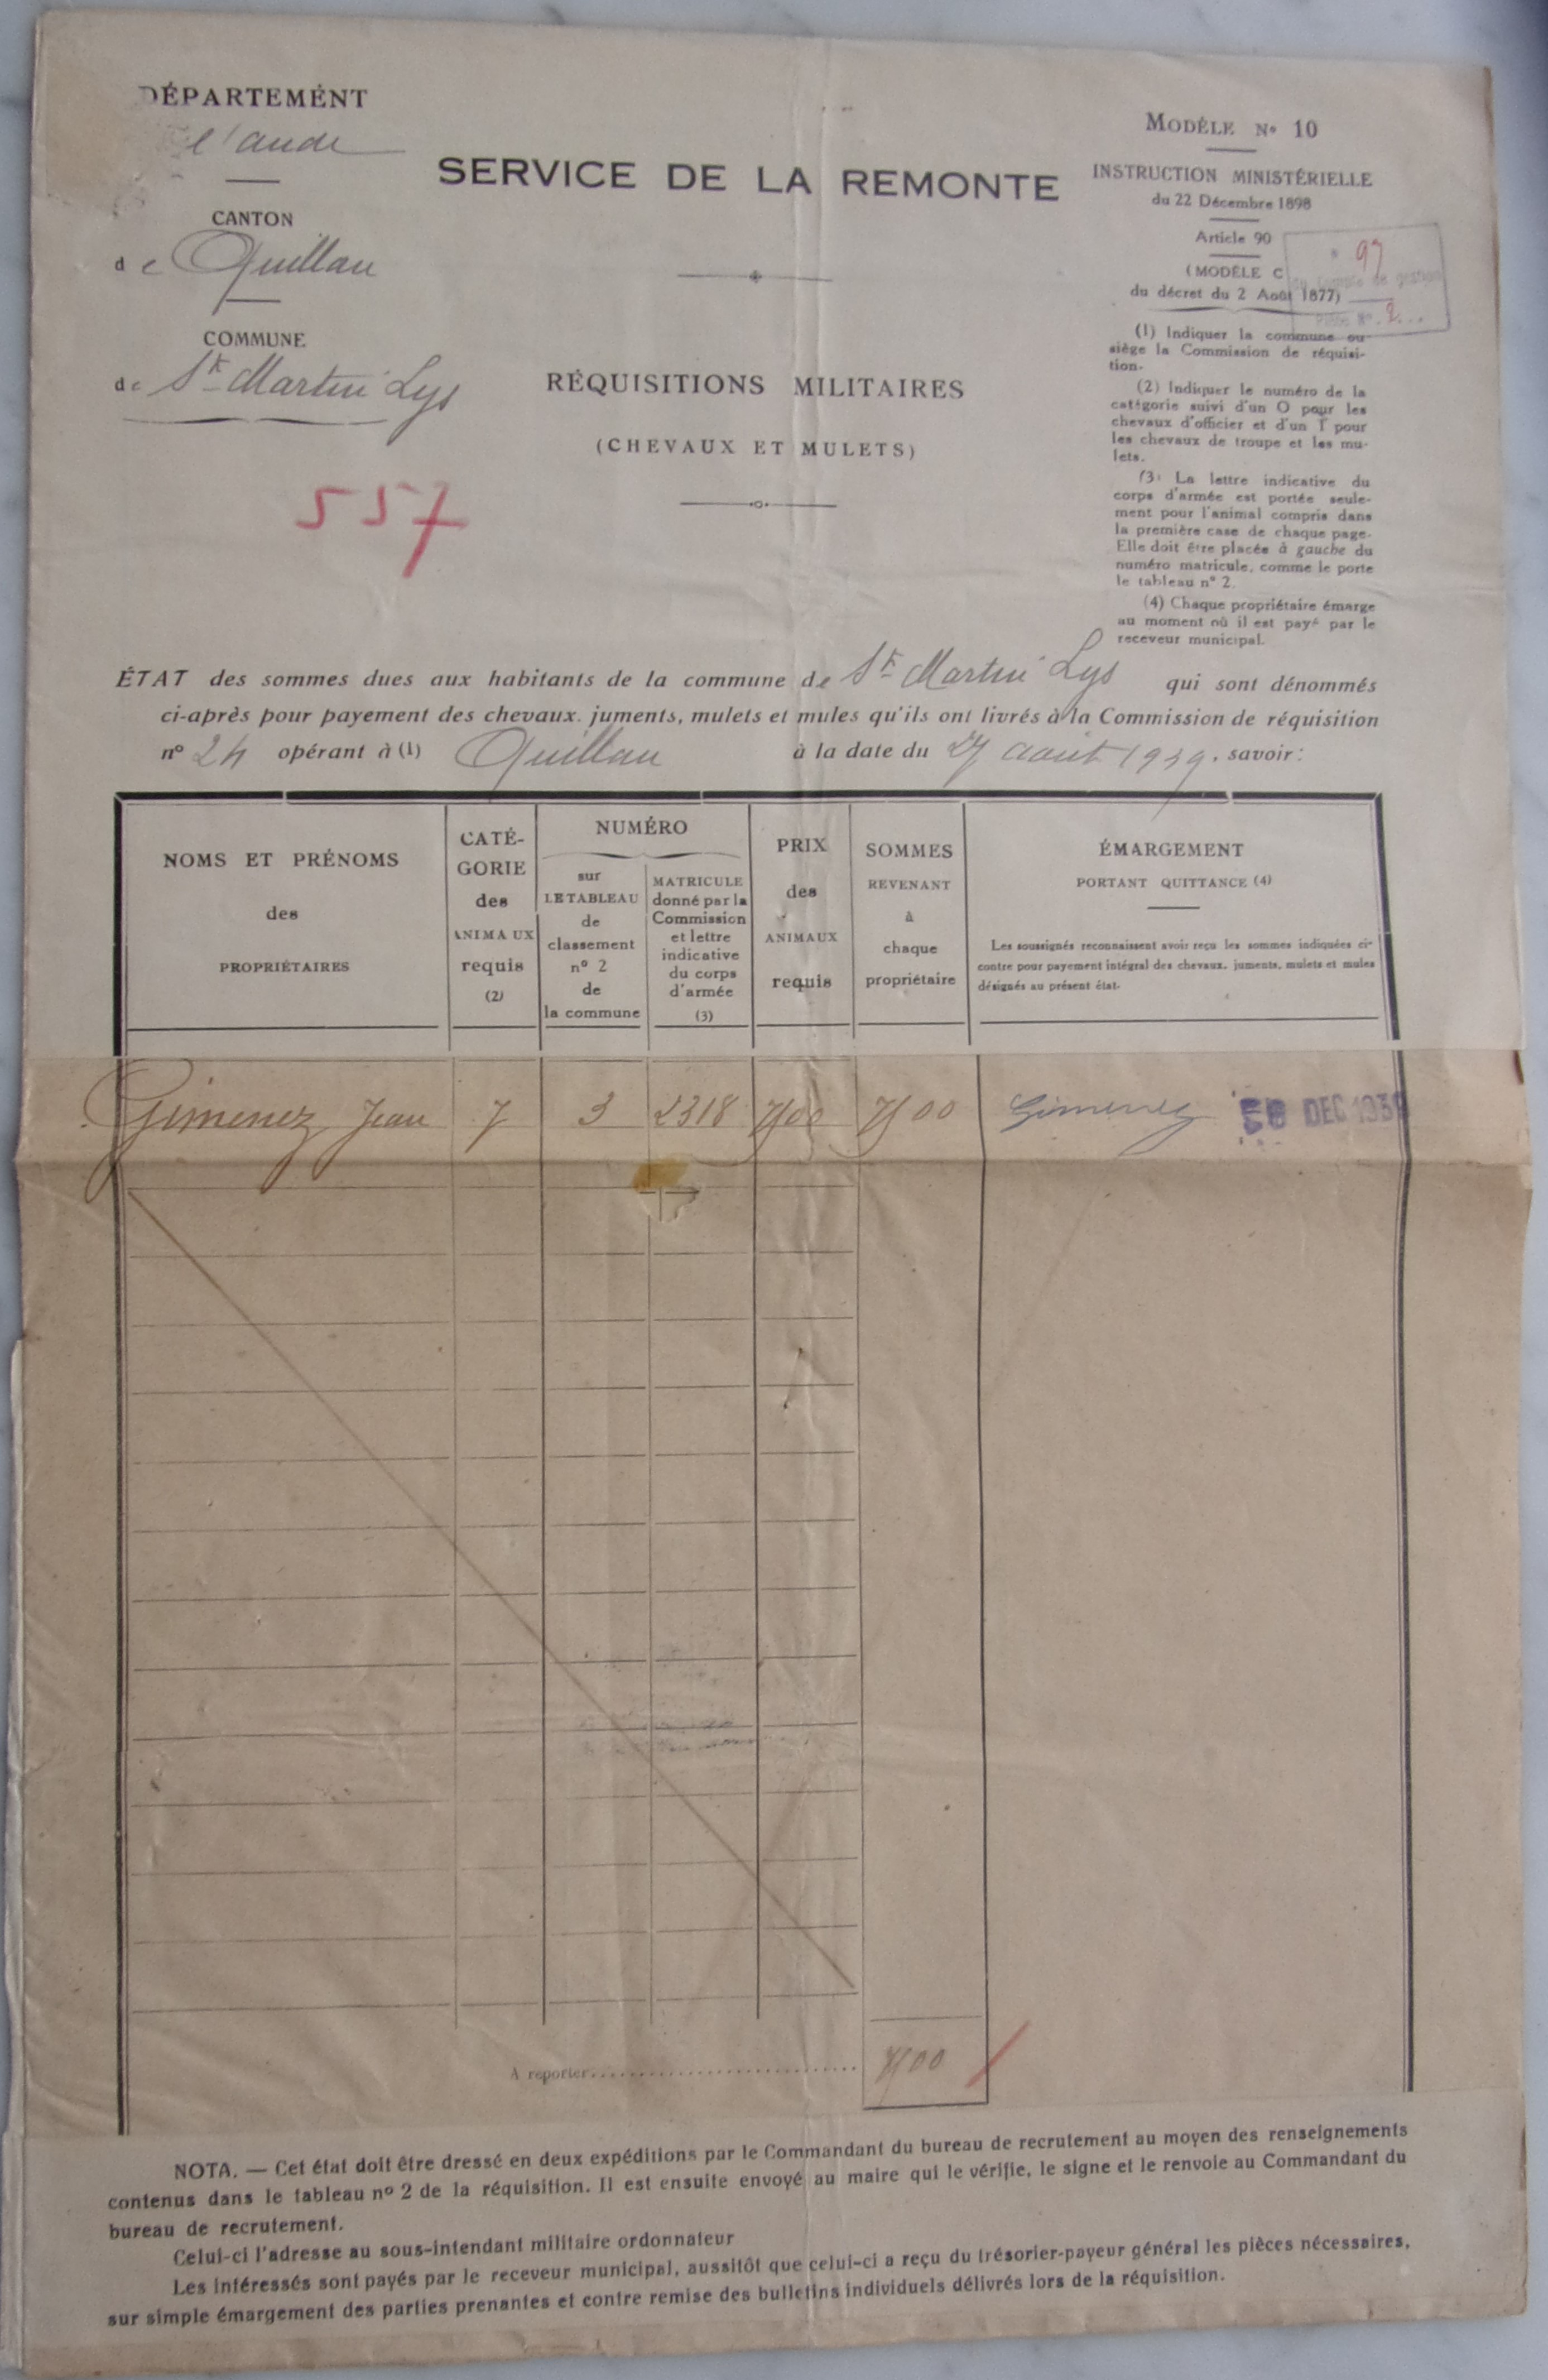 DÉPARTEMENT
l'aude
CANTON
de Quillan
COMMUNE
de St Martin Lys
557
SERVICE DE LA REMONTE
RÉQUISITIONS MILITAIRES
(CHEVAUX ET MULETS)
MODÈLE No 10
INSTRUCTION MINISTÉRIELLE
du 22 Décembre 1898
Article 90
(MODÈLE C
du décret du 2 Août 1877)
97
compte de gestion
Pièce No 2
(1) Indiquer la commune ou
siège la Commission de réquisi-
tion.
(2) Indiquer le numéro de la
catégorie suivi d'un O pour les
chevaux d'officier et d'un T pour
les chevaux de troupe et les mu-
lets.
(3) La lettre indicative du
corps d'armée est portée seule-
ment pour l'animal compris dans
la première case de chaque page.
Elle doit être placée à gauche du
numéro matricule, comme le porte
le tableau n° 2.
(4) Chaque propriétaire émarge
au moment où il est payé par le
receveur municipal.
ÉTAT des sommes dues aux habitants de la commune de St Martin Lys qui sont dénommés
ci-après pour payement des chevaux, juments, mulets et mules qu'ils ont livrés à la Commission de réquisition
n° 24 opérant à (1) Quillan à la date du 27 août 1939, savoir :
NOMS ET PRÉNOMS
des
PROPRIÉTAIRES
CATÉ-
GORIE
des
ANIMAUX
requis
(2)
NUMÉRO
sur
LE TABLEAU
de
classement
n° 2
de
la commune
MATRICULE
donné par la
Commission
et lettre
indicative
du corps
d'armée
(3)
PRIX
des
ANIMAUX
requis
SOMMES
REVENANT
à
chaque
propriétaire
ÉMARGEMENT
PORTANT QUITTANCE (4)
Les soussignés reconnaissent avoir reçu les sommes indiquées ci-
contre pour payement intégral des chevaux, juments, mulets et mules
désignés au présent état.
Gimenez Jean 7 3 2318 7500 7500 Gimenez DEC 1939
A reporter 7500
NOTA. — Cet état doit être dressé en deux expéditions par le Commandant du bureau de recrutement au moyen des renseignements
contenus dans le tableau no 2 de la réquisition. Il est ensuite envoyé au maire qui le vérifie, le signe et le renvoie au Commandant du
bureau de recrutement.
Celui-ci l'adresse au sous-intendant militaire ordonnateur
Les intéressés sont payés par le receveur municipal, aussitôt que celui-ci a reçu du trésorier-payeur général les pièces nécessaires,
sur simple émargement des parties prenantes et contre remise des bulletins individuels délivrés lors de la réquisition.